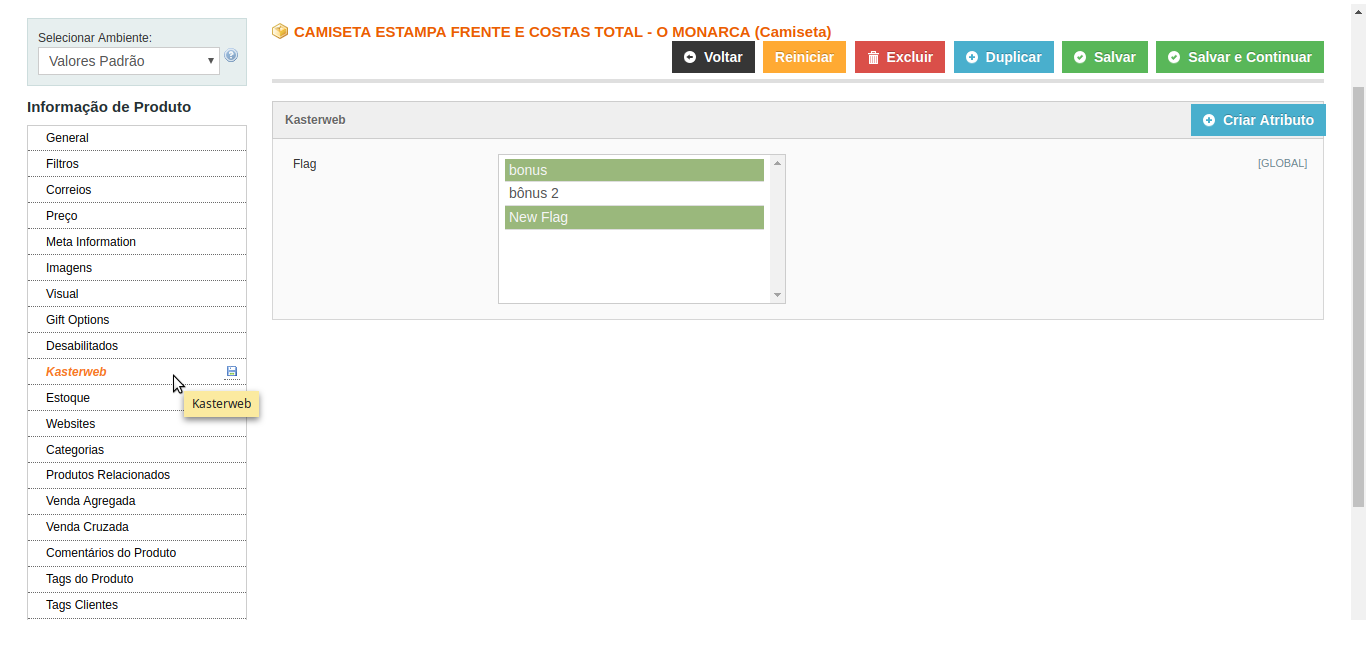 Selecionar Ambiente:
Valores Padrão
Informação de Produto
General
Filtros
Correios
Preço
Meta Information
Imagens
Visual
Gift Options
Desabilitados
Kasterweb
Kasterweb
Estoque
Websites
Categorias
Produtos Relacionados
Venda Agregada
Venda Cruzada
Comentários do Produto
Tags do Produto
Tags Clientes
CAMISETA ESTAMPA FRENTE E COSTAS TOTAL - O MONARCA (Camiseta)
Voltar Reiniciar Excluir Duplicar Salvar Salvar e Continuar
Kasterweb Criar Atributo
Flag
bonus
bônus 2
New Flag
[GLOBAL]